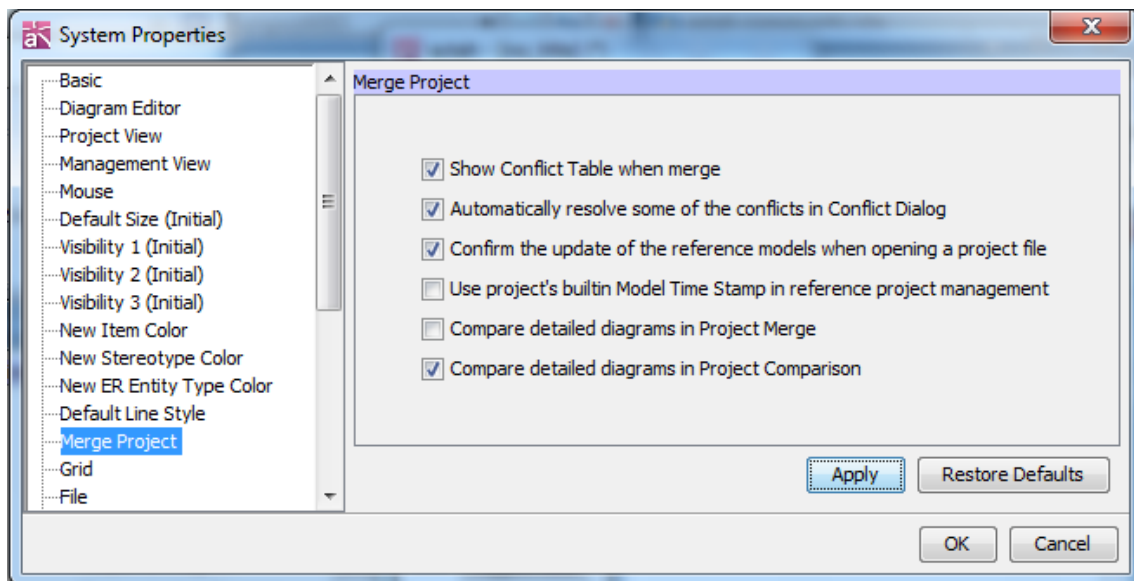 System Properties
Basic
Diagram Editor
Project View
Management View
Mouse
Default Size (Initial)
Visibility 1 (Initial)
Visibility 2 (Initial)
Visibility 3 (Initial)
New Item Color
New Stereotype Color
New ER Entity Type Color
Default Line Style
Merge Project
Grid
File
Merge Project
Show Conflict Table when merge
Automatically resolve some of the conflicts in Conflict Dialog
Confirm the update of the reference models when opening a project file
Use project's builtin Model Time Stamp in reference project management
Compare detailed diagrams in Project Merge
Compare detailed diagrams in Project Comparison
Apply
Restore Defaults
OK
Cancel